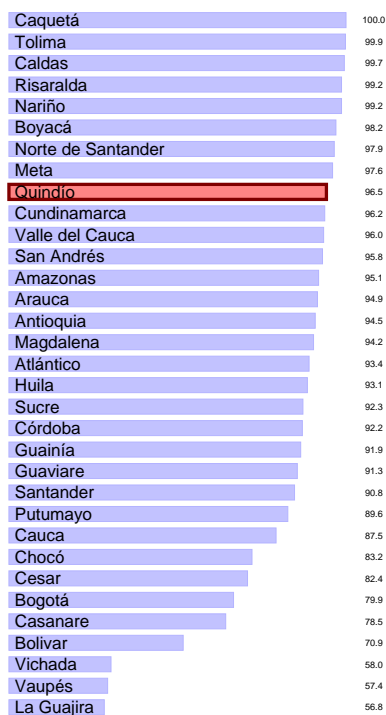 Caquetá 100.0
Tolima 99.9
Caldas 99.7
Risaralda 99.2
Nariño 99.2
Boyacá 98.2
Norte de Santander 97.9
Meta 97.6
Quindío 96.5
Cundinamarca 96.2
Valle del Cauca 96.0
San Andrés 95.8
Amazonas 95.1
Arauca 94.9
Antioquia 94.5
Magdalena 94.2
Atlántico 93.4
Huila 93.1
Sucre 92.3
Córdoba 92.2
Guainía 91.9
Guaviare 91.3
Santander 90.8
Putumayo 89.6
Cauca 87.5
Chocó 83.2
Cesar 82.4
Bogotá 79.9
Casanare 78.5
Bolivar 70.9
Vichada 58.0
Vaupés 57.4
La Guajira 56.8